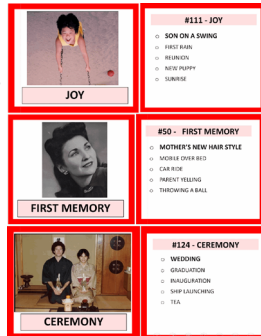 JOY
#111 - JOY
SON ON A SWING
FIRST RAIN
REUNION
NEW PUPPY
SUNRISE
FIRST MEMORY
#50 - FIRST MEMORY
MOTHER'S NEW HAIR STYLE
MOBILE OVER BED
CAR RIDE
PARENT YELLING
THROWING A BALL
CEREMONY
#124 - CEREMONY
WEDDING
GRADUATION
INAUGURATION
SHIP LAUNCHING
TEA